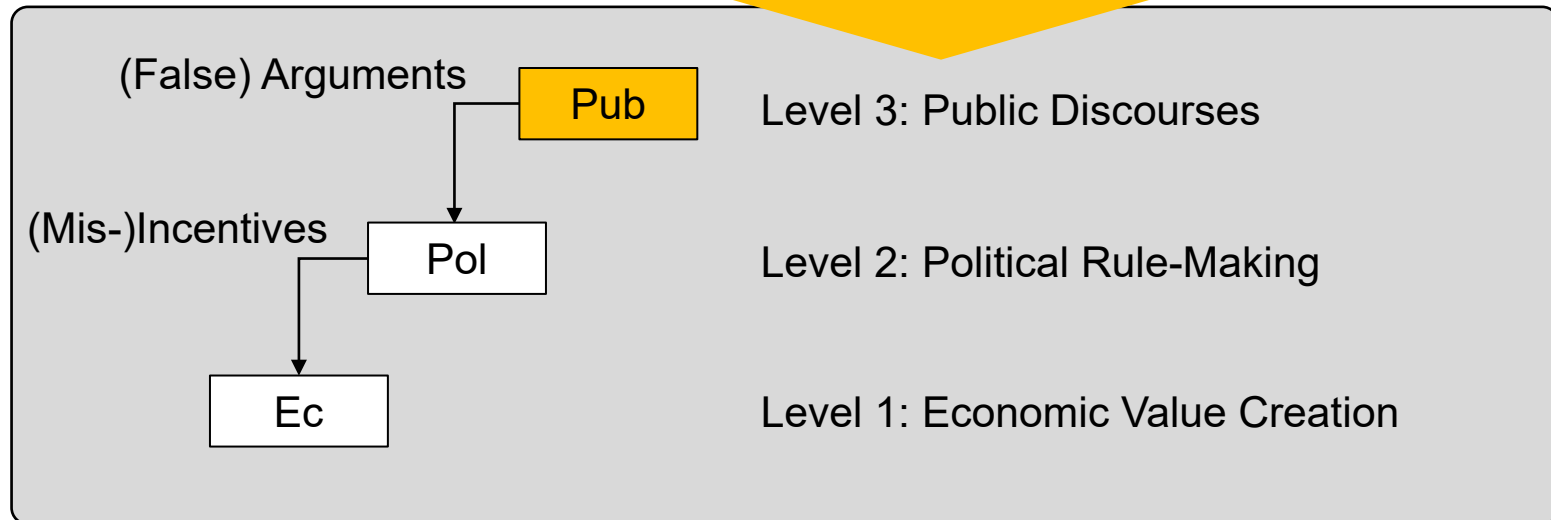 (False) Arguments
Pub
Level 3: Public Discourses
(Mis-)Incentives
Pol
Level 2: Political Rule-Making
Ec
Level 1: Economic Value Creation